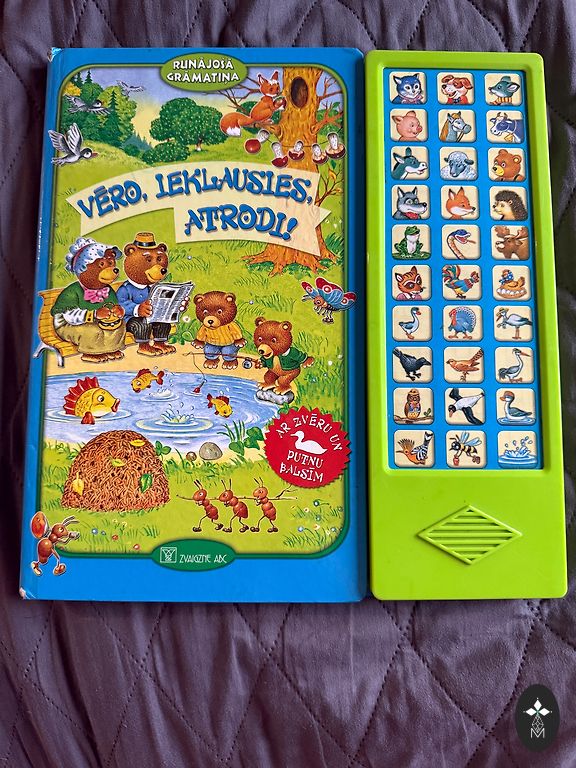 RUNĀJOŠĀ
GRĀMATIŅA
VĒRO, IEKLAUSIES,
ATRODI!
AR ZVĒRU UN
PUTNU
BALSĪM
ZVAIGZNE ABC
M